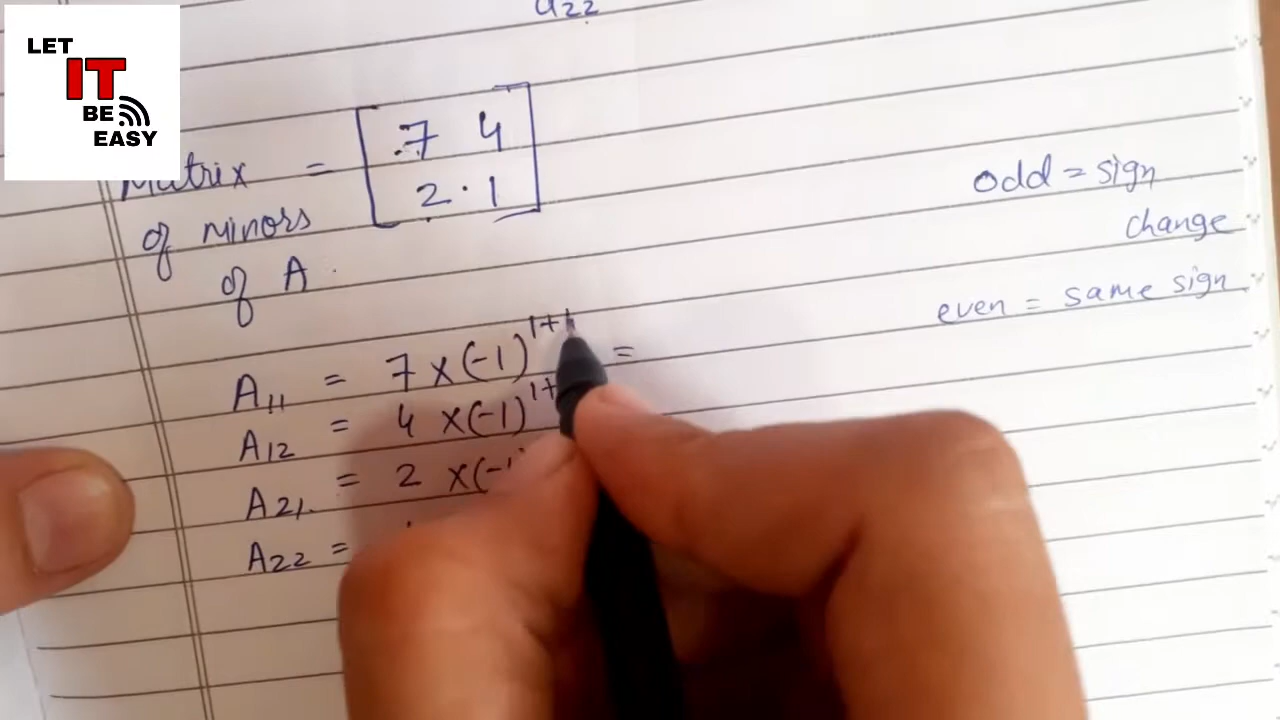 LET
IT
BE
EASY
a22
Matrix = [ 7 4
2 1 ]
of minors
of A
odd = sign
change
even = same sign
A11 = 7 × (-1)^1+1 =
A12 = 4 × (-1)^1+
A21 = 2 × (-1
A22 =